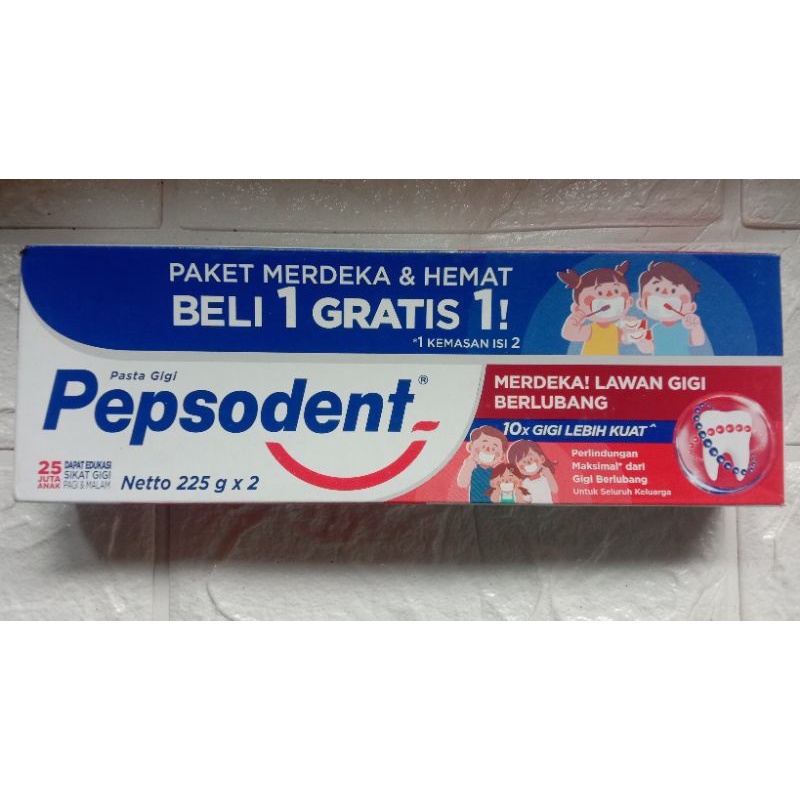 PAKET MERDEKA & HEMAT
BELI 1 GRATIS 1!
*1 KEMASAN ISI 2
Pasta Gigi
Pepsodent®
25
JUTA
ANAK
DAPAT EDUKASI
SIKAT GIGI
PAGI & MALAM
Netto 225 g x 2
MERDEKA! LAWAN GIGI
BERLUBANG
10x GIGI LEBIH KUAT^
Perlindungan
Maksimal* dari
Gigi Berlubang
Untuk Seluruh Keluarga